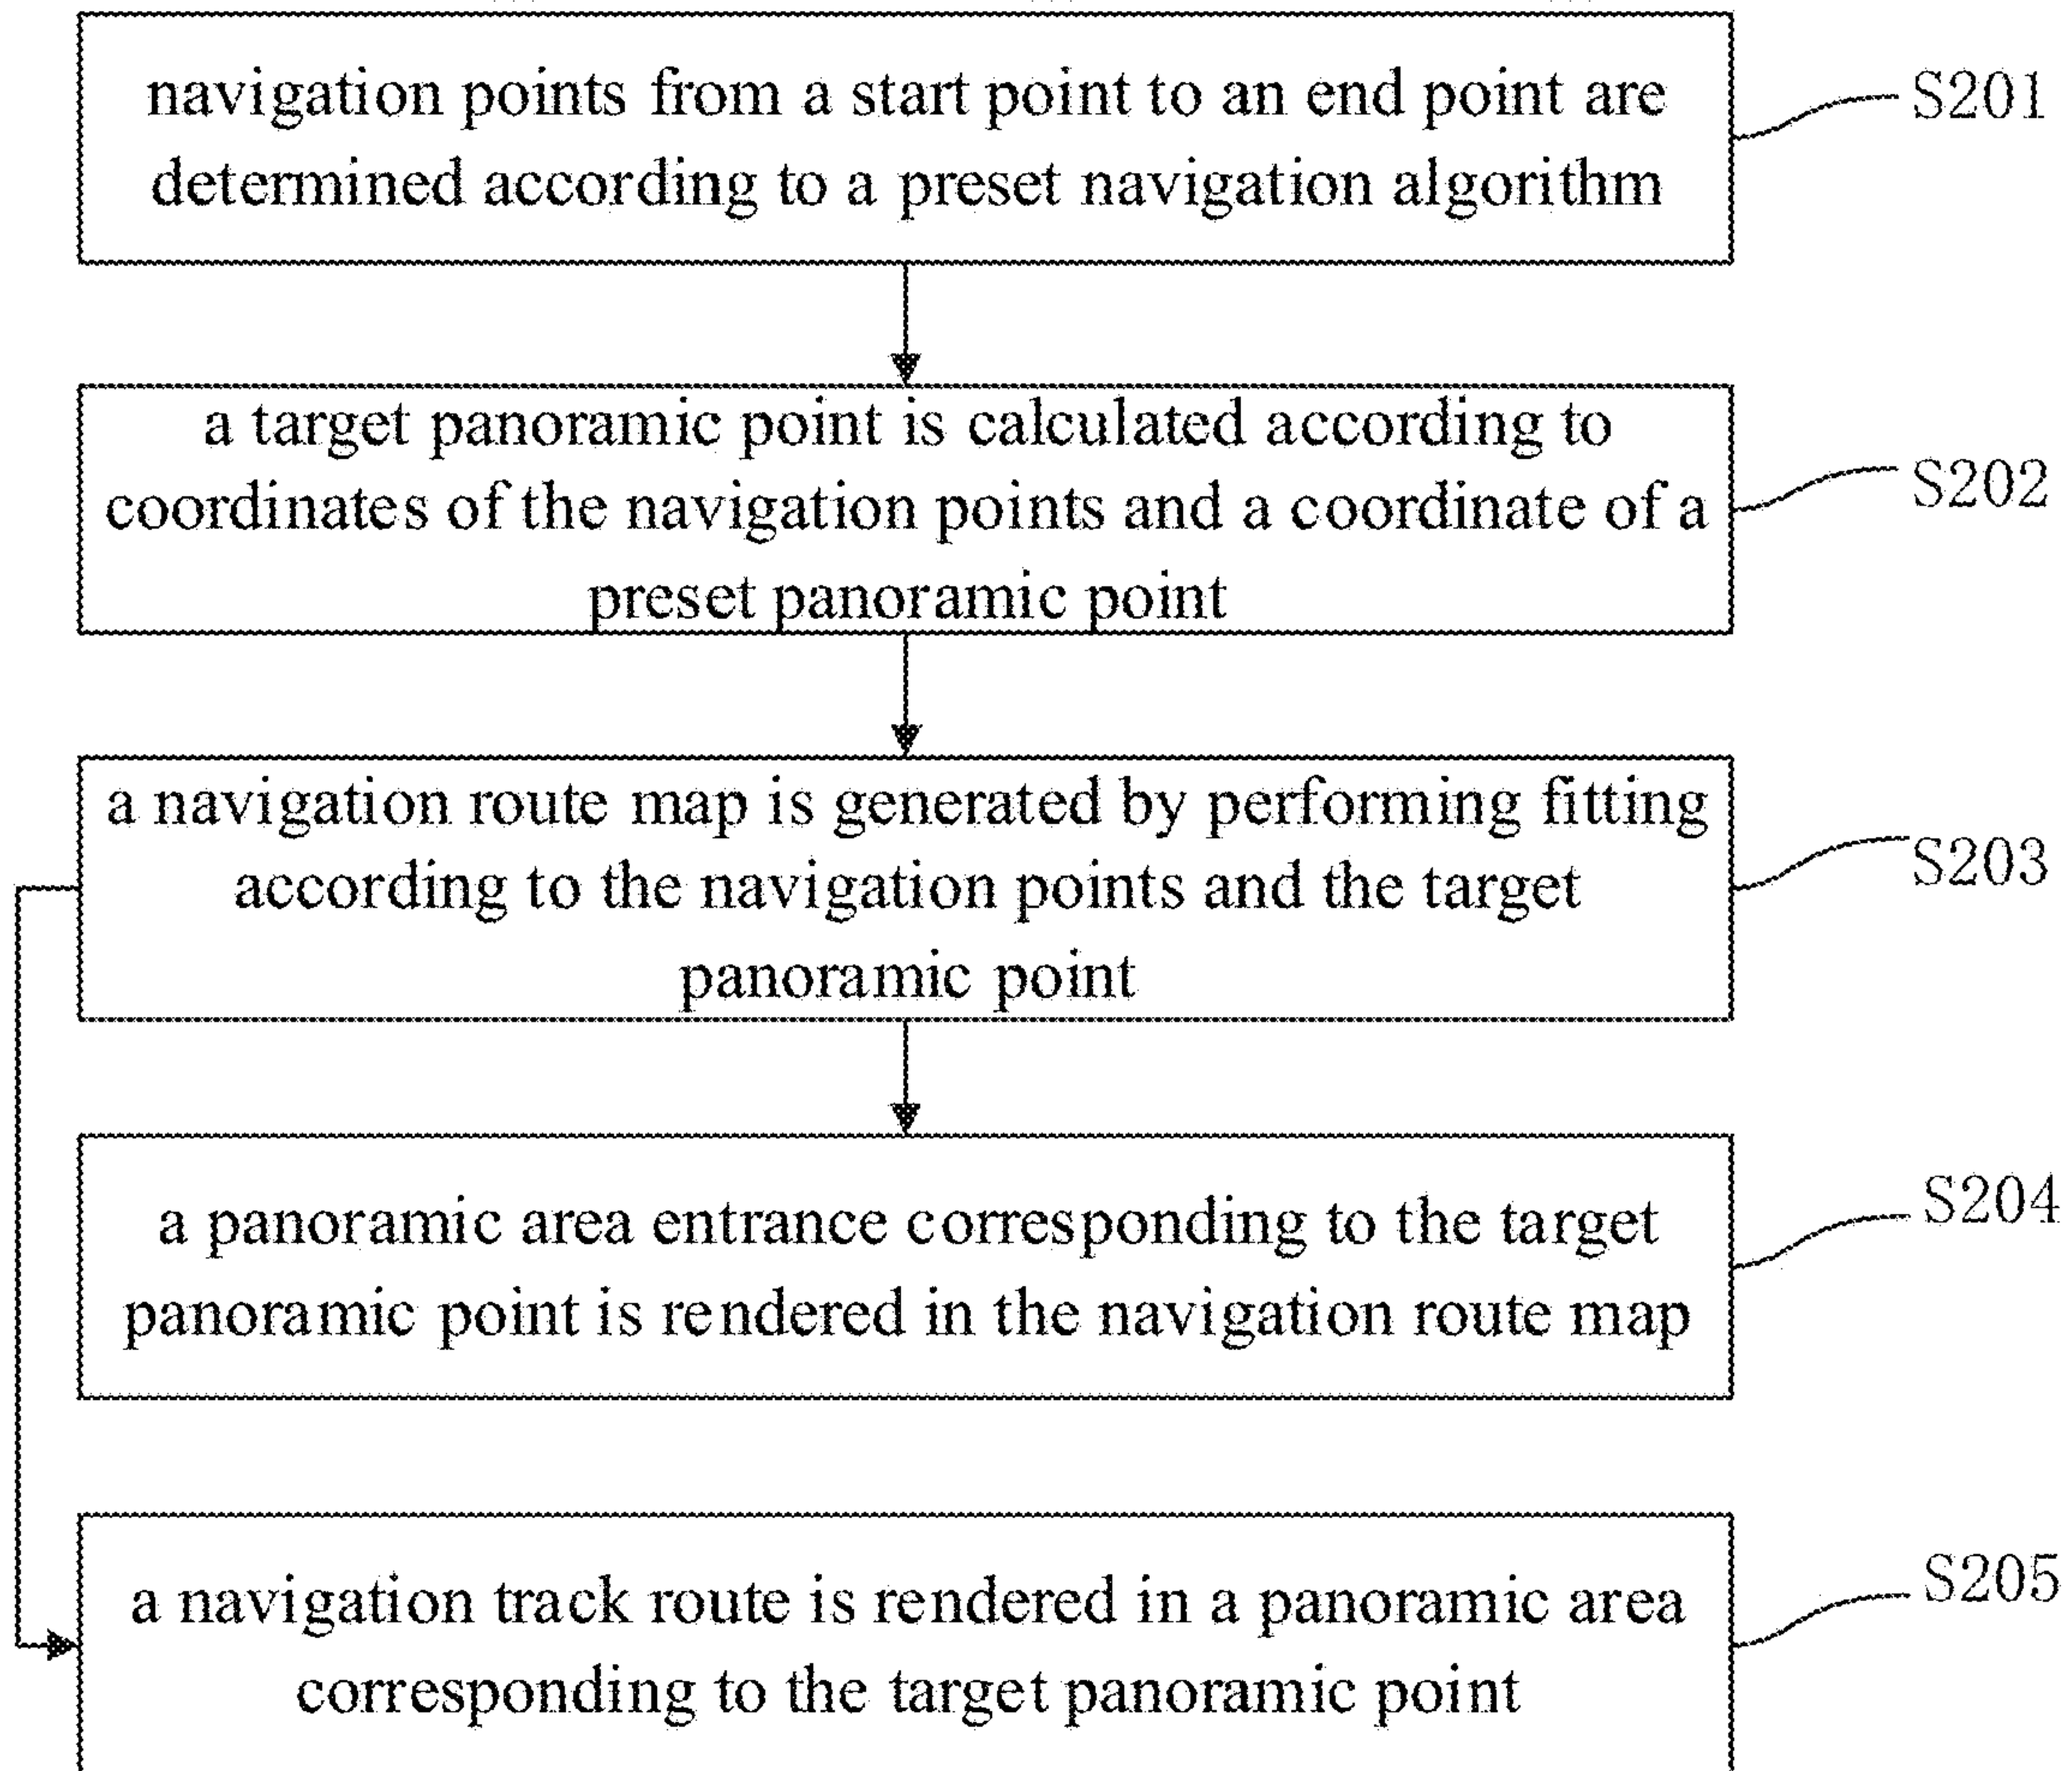 navigation points from a start point to an end point are
determined according to a preset navigation algorithm
S201
a target panoramic point is calculated according to
coordinates of the navigation points and a coordinate of a
preset panoramic point
S202
a navigation route map is generated by performing fitting
according to the navigation points and the target
panoramic point
S203
a panoramic area entrance corresponding to the target
panoramic point is rendered in the navigation route map
S204
a navigation track route is rendered in a panoramic area
corresponding to the target panoramic point
S205